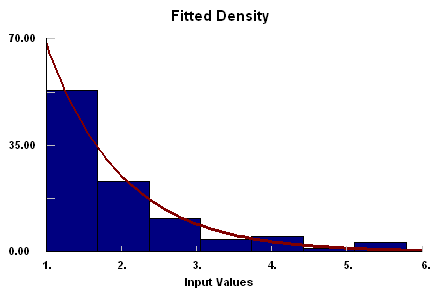 Fitted Density
70.00
35.00
0.00
1. 2. 3. 4. 5. 6.
Input Values